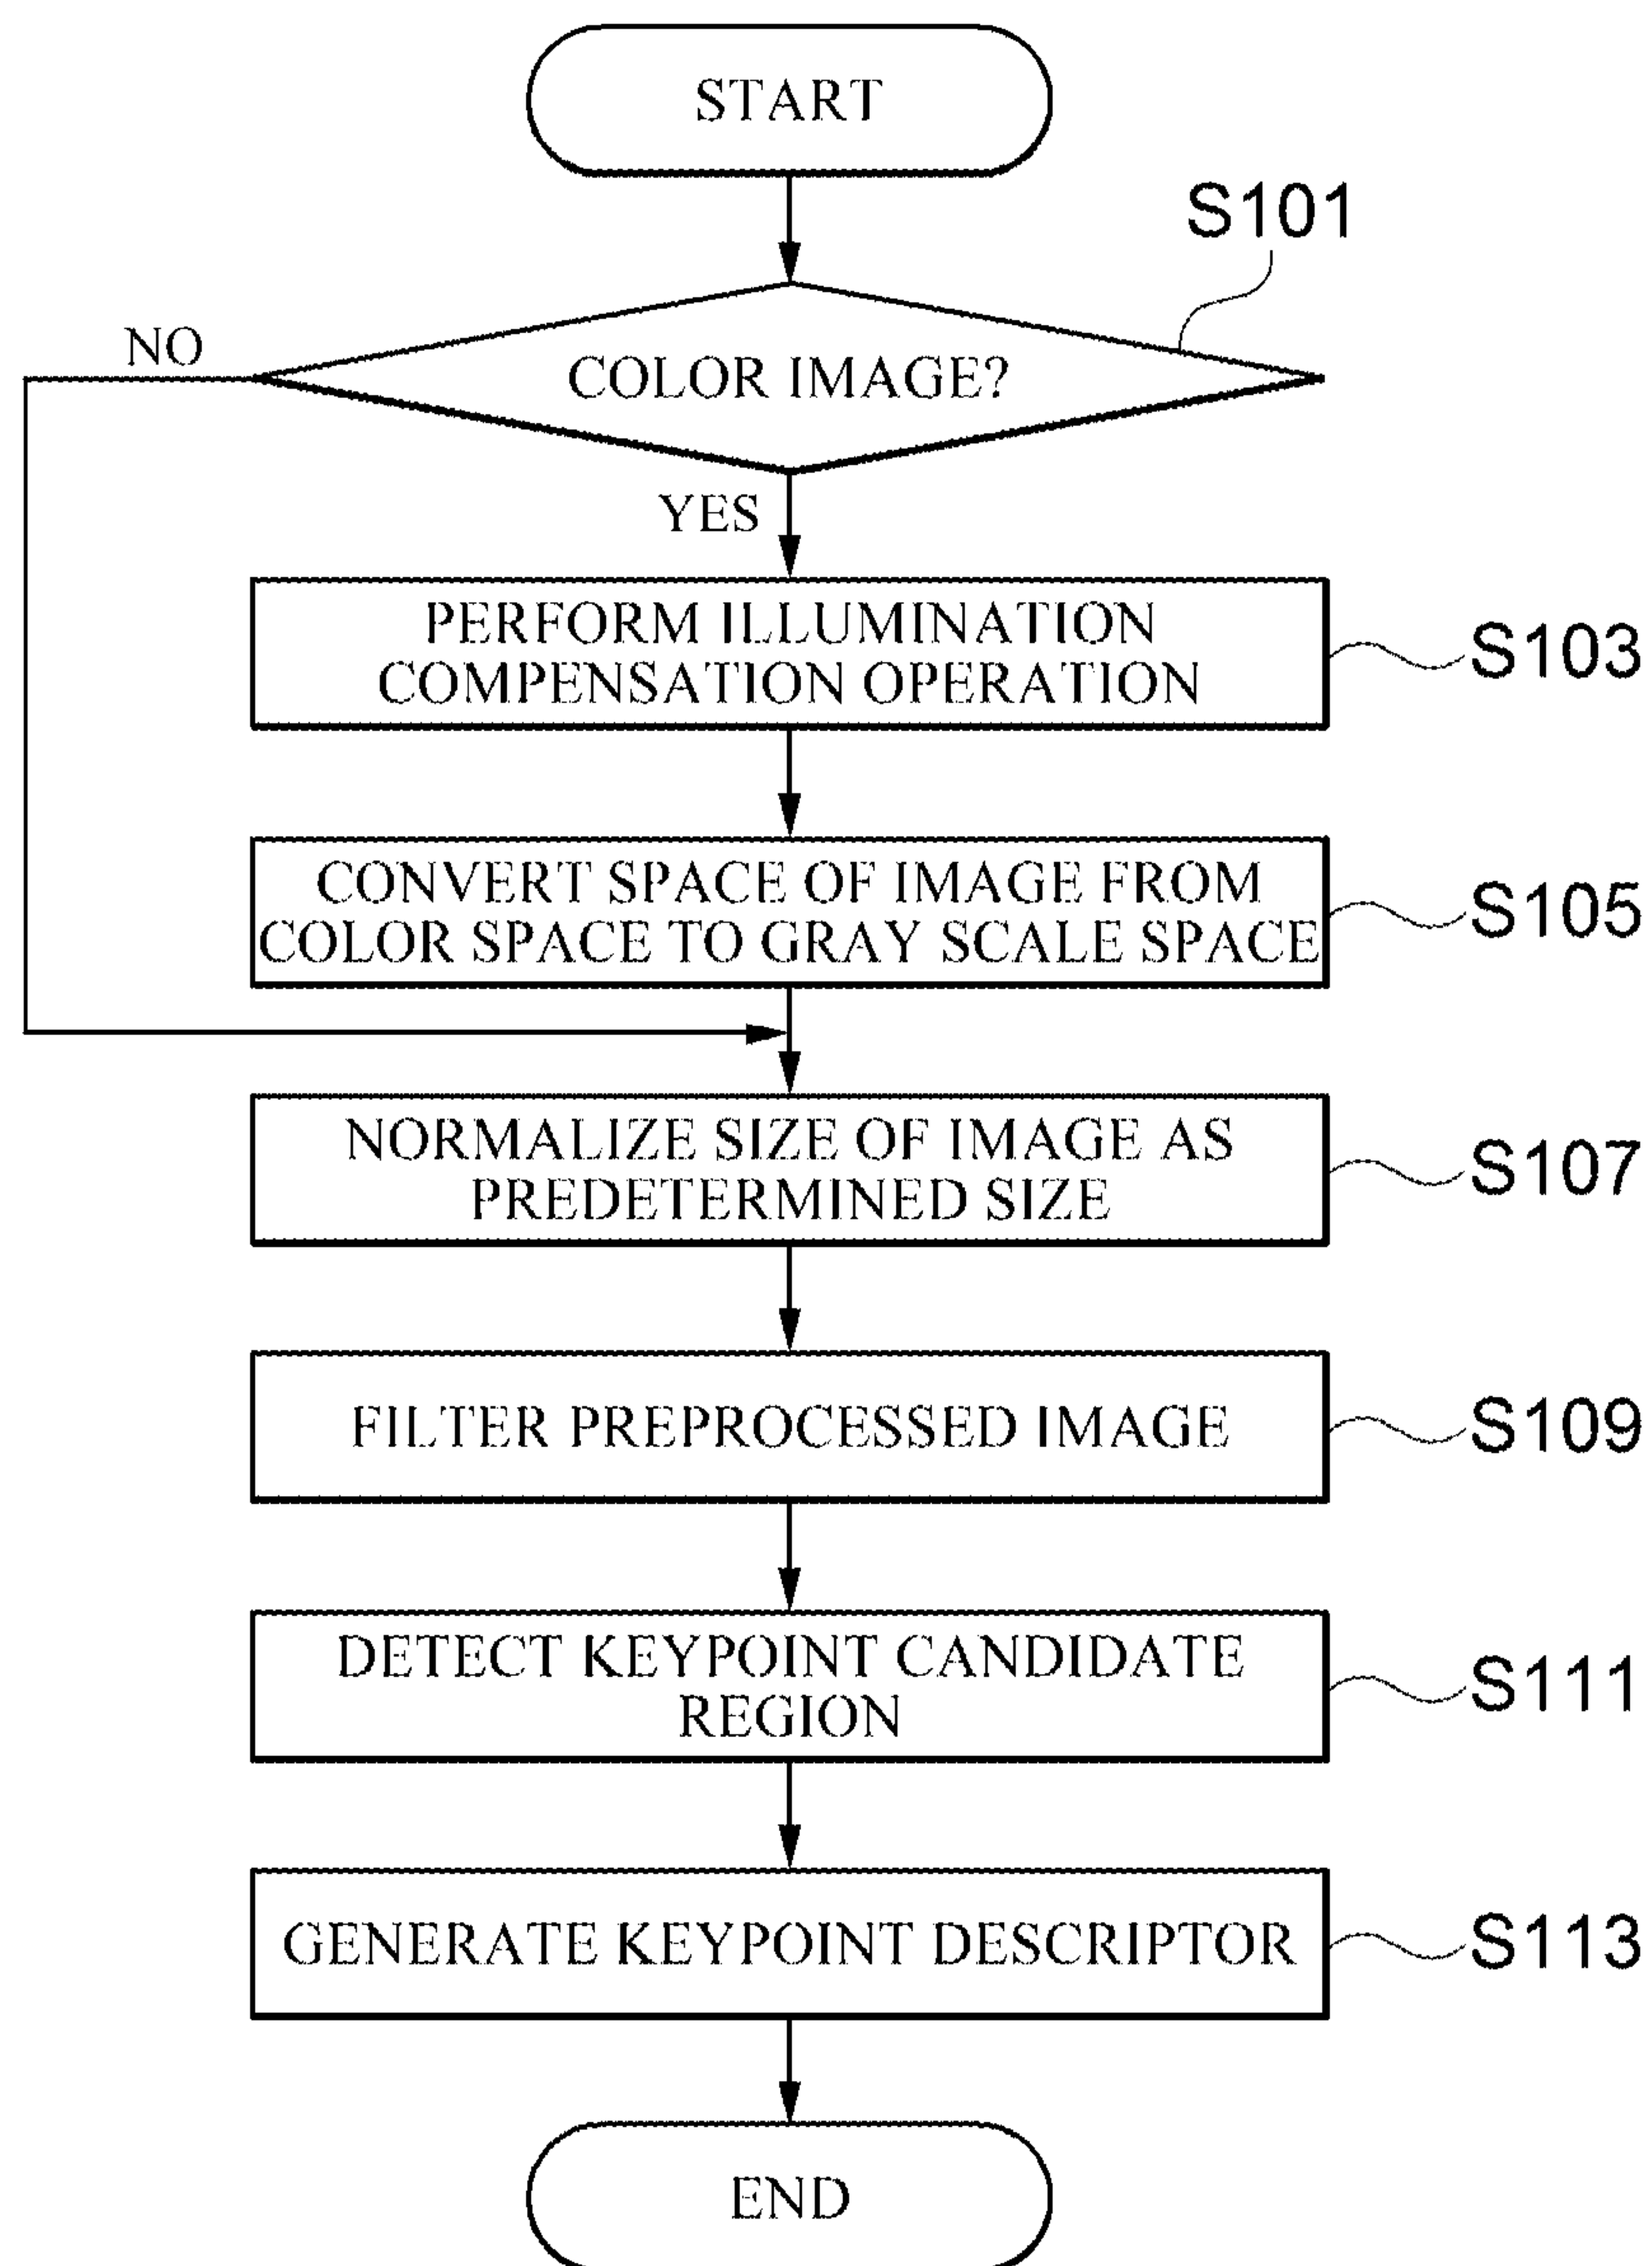 START
S101
NO
COLOR IMAGE?
YES
PERFORM ILLUMINATION
COMPENSATION OPERATION
S103
CONVERT SPACE OF IMAGE FROM
COLOR SPACE TO GRAY SCALE SPACE
S105
NORMALIZE SIZE OF IMAGE AS
PREDETERMINED SIZE
S107
FILTER PREPROCESSED IMAGE
S109
DETECT KEYPOINT CANDIDATE
REGION
S111
GENERATE KEYPOINT DESCRIPTOR
S113
END